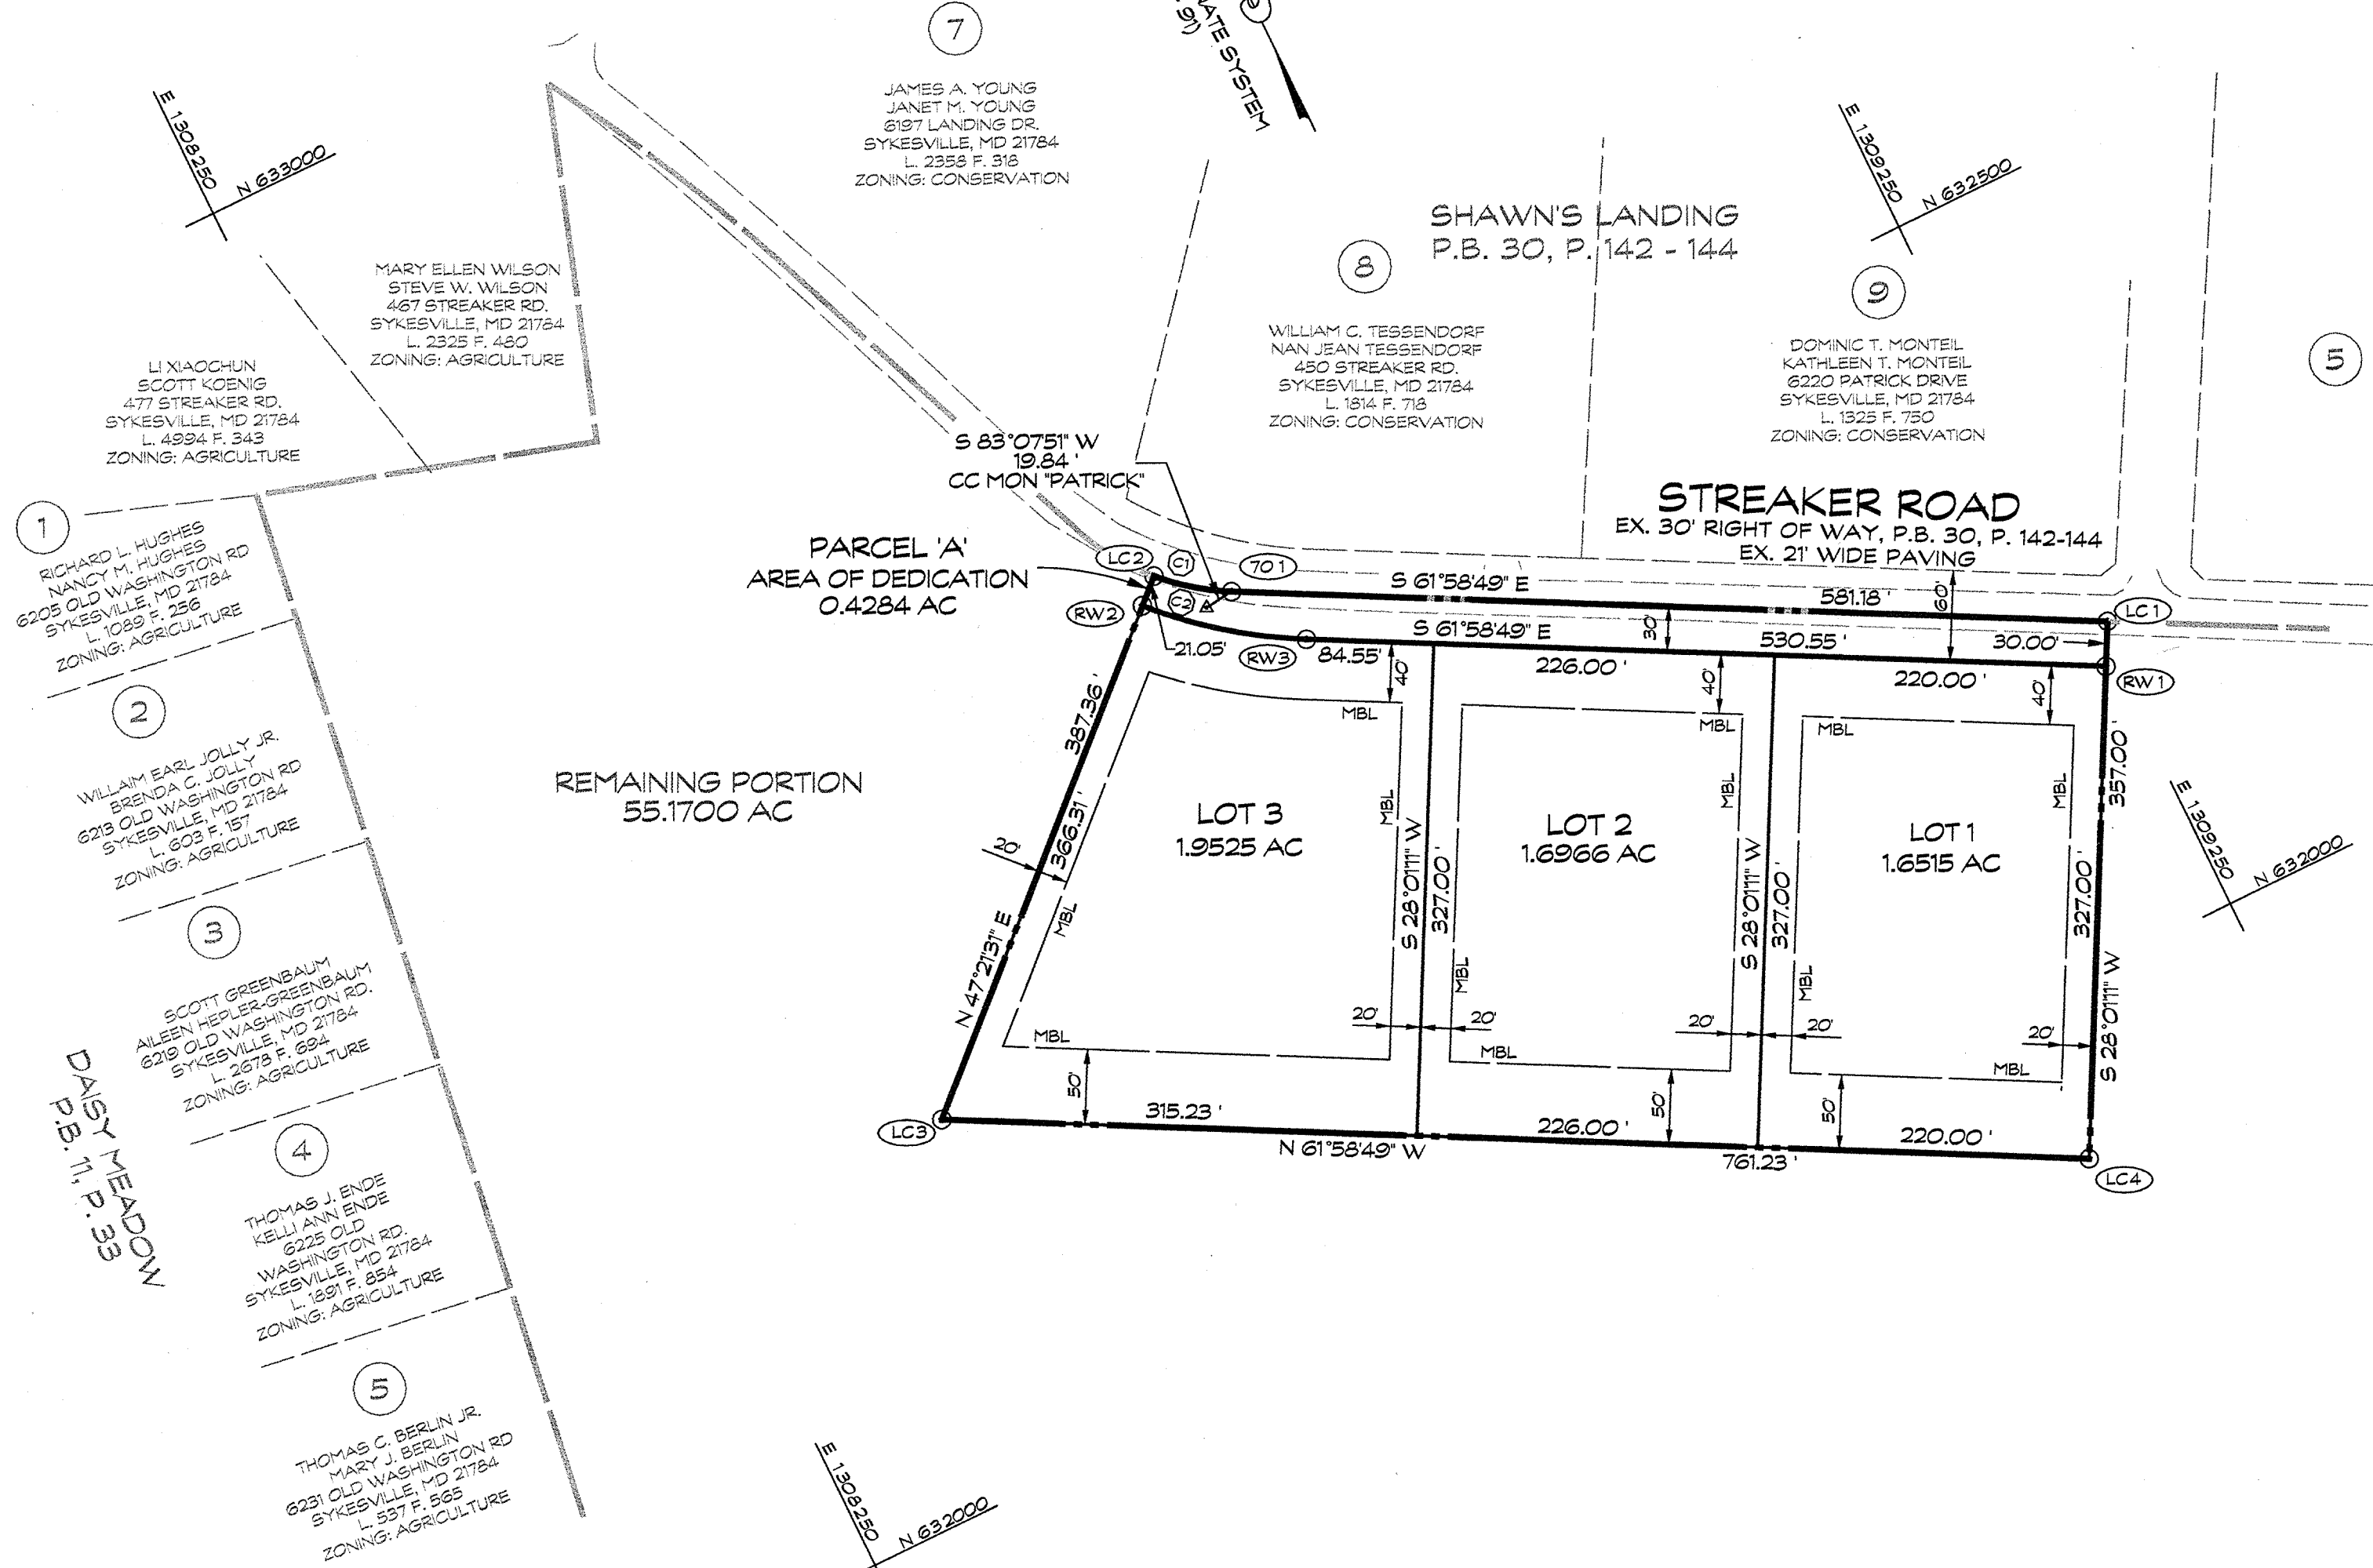 7
JAMES A. YOUNG
JANET M. YOUNG
6197 LANDING DR.
SYKESVILLE, MD 21784
L. 2358 F. 318
ZONING: CONSERVATION
SYSTEM
E 1308250
N 633000
E 1309250
N 632500
SHAWN'S LANDING
P.B. 30, P. 142 - 144
8
WILLIAM C. TESSENDORF
NAN JEAN TESSENDORF
450 STREAKER RD.
SYKESVILLE, MD 21784
L. 1814 F. 718
ZONING: CONSERVATION
9
DOMINIC T. MONTEIL
KATHLEEN T. MONTEIL
6220 PATRICK DRIVE
SYKESVILLE, MD 21784
L. 1325 F. 750
ZONING: CONSERVATION
5
MARY ELLEN WILSON
STEVE W. WILSON
467 STREAKER RD.
SYKESVILLE, MD 21784
L. 2325 F. 480
ZONING: AGRICULTURE
LI XIAOCHUN
SCOTT KOENIG
477 STREAKER RD.
SYKESVILLE, MD 21784
L. 4994 F. 343
ZONING: AGRICULTURE
S 83°07'51" W
19.84 '
CC MON "PATRICK"
STREAKER ROAD
EX. 30' RIGHT OF WAY, P.B. 30, P. 142-144
EX. 21' WIDE PAVING
PARCEL 'A'
AREA OF DEDICATION
0.4284 AC
LC2
C1
701
S 61°58'49" E
581.18 '
60'
LC1
RW2
C2
21.05'
RW3
84.55'
S 61°58'49" E
30'
530.55 '
30.00'
RW1
226.00 '
220.00 '
40'
40'
40'
MBL
MBL
MBL
387.36 '
366.31 '
20'
N 47°21'31" E
MBL
LOT 3
1.9525 AC
MBL
S 28°01'11" W
327.00 '
MBL
LOT 2
1.6966 AC
MBL
S 28°01'11" W
327.00 '
MBL
LOT 1
1.6515 AC
MBL
357.00 '
327.00 '
S 28°01'11" W
20'
20'
20'
20'
20'
MBL
MBL
MBL
50'
50'
50'
315.23 '
226.00 '
220.00 '
N 61°58'49" W
761.23 '
LC3
LC4
REMAINING PORTION
55.1700 AC
E 1309250
N 632000
1
RICHARD L. HUGHES
NANCY M. HUGHES
6205 OLD WASHINGTON RD
SYKESVILLE, MD 21784
L. 1089 F. 256
ZONING: AGRICULTURE
2
WILLAIM EARL JOLLY JR.
BRENDA C. JOLLY
6213 OLD WASHINGTON RD
SYKESVILLE, MD 21784
L. 603 F. 157
ZONING: AGRICULTURE
3
SCOTT GREENBAUM
AILEEN HEPLER-GREENBAUM
6219 OLD WASHINGTON RD.
SYKESVILLE, MD 21784
L. 2678 F. 694
ZONING: AGRICULTURE
DAISY MEADOW
P.B. 11, P. 33
4
THOMAS J. ENDE
KELLI ANN ENDE
6225 OLD
WASHINGTON RD.
SYKESVILLE, MD 21784
L. 1891 F. 854
ZONING: AGRICULTURE
5
THOMAS C. BERLIN JR.
MARY J. BERLIN
6231 OLD WASHINGTON RD
SYKESVILLE, MD 21784
L. 537 F. 565
ZONING: AGRICULTURE
E 1308250
N 632000